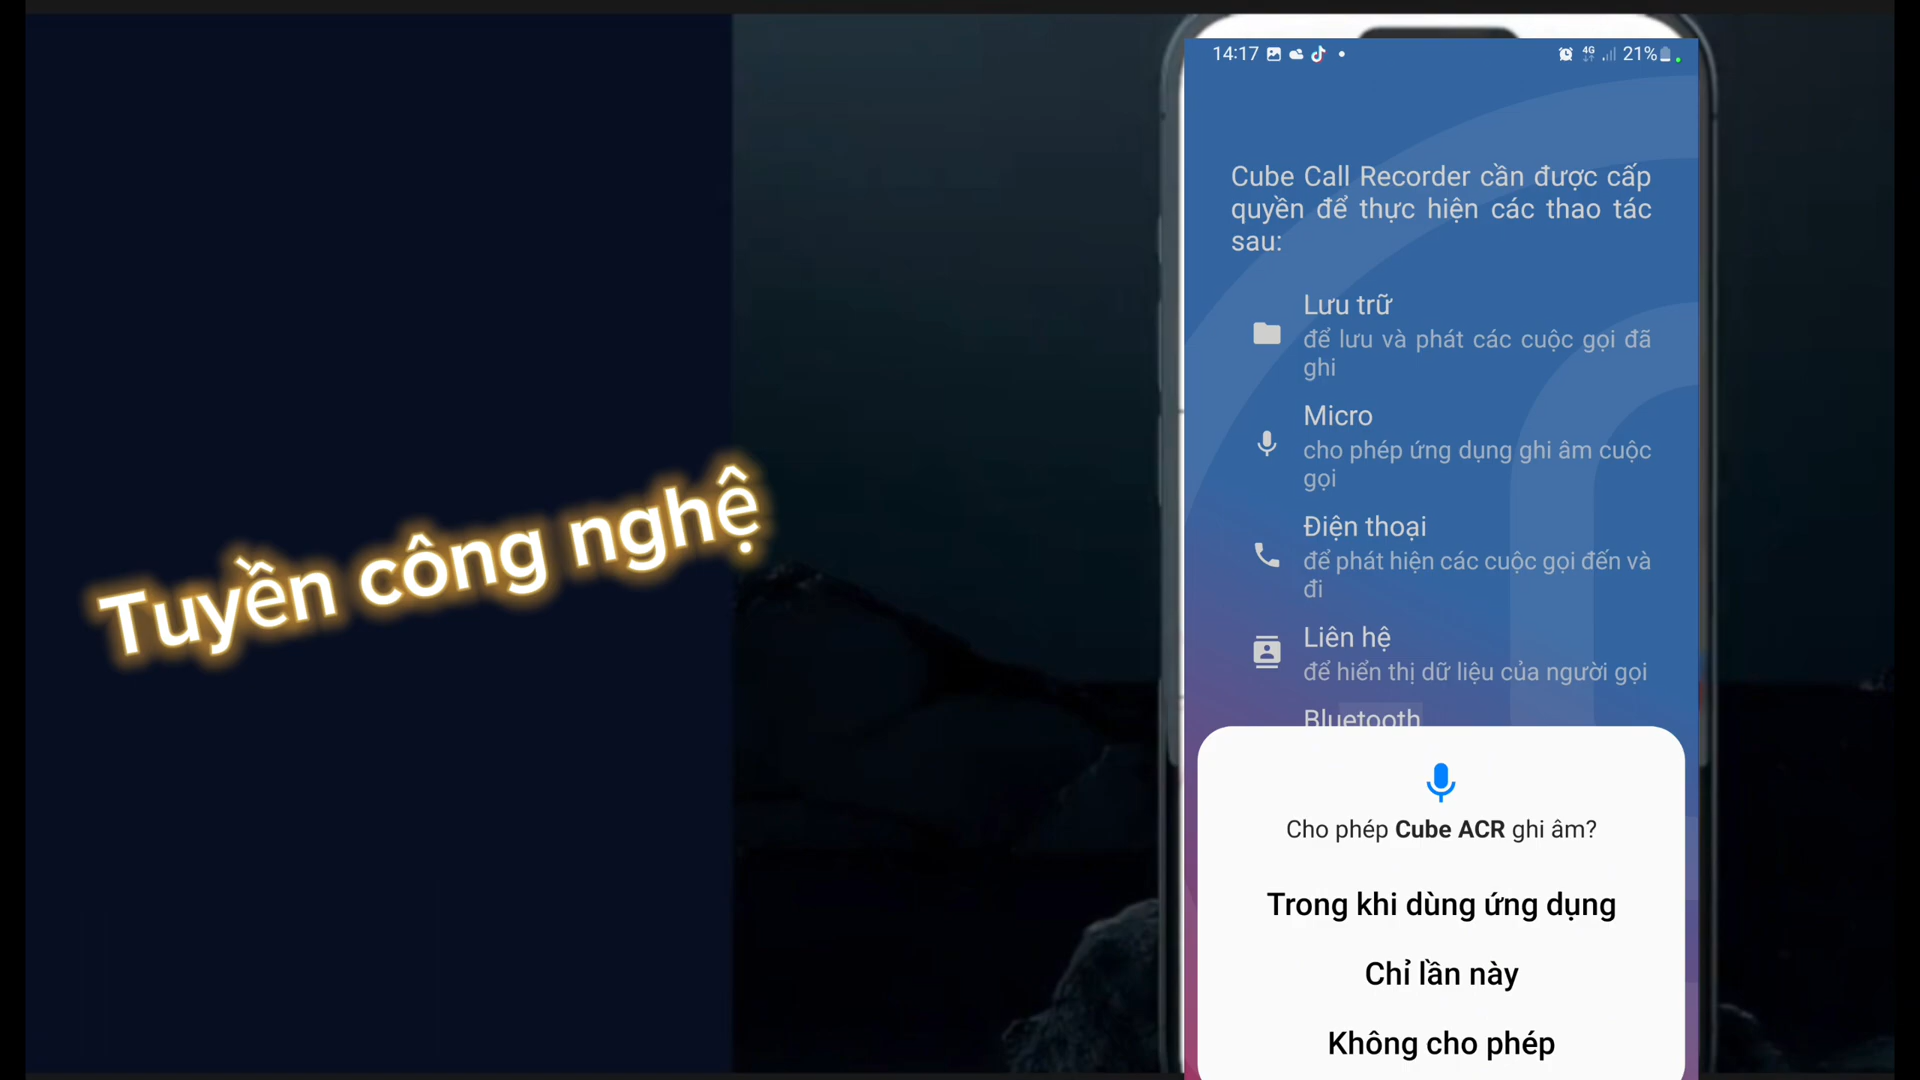 Tuyền công nghệ
14:17
4G
21%
Cube Call Recorder cần được cấp
quyền để thực hiện các thao tác
sau:
Lưu trữ
để lưu và phát các cuộc gọi đã
ghi
Micro
cho phép ứng dụng ghi âm cuộc
gọi
Điện thoại
để phát hiện các cuộc gọi đến và
đi
Liên hệ
để hiển thị dữ liệu của người gọi
Bluetooth
Cho phép Cube ACR ghi âm?
Trong khi dùng ứng dụng
Chỉ lần này
Không cho phép